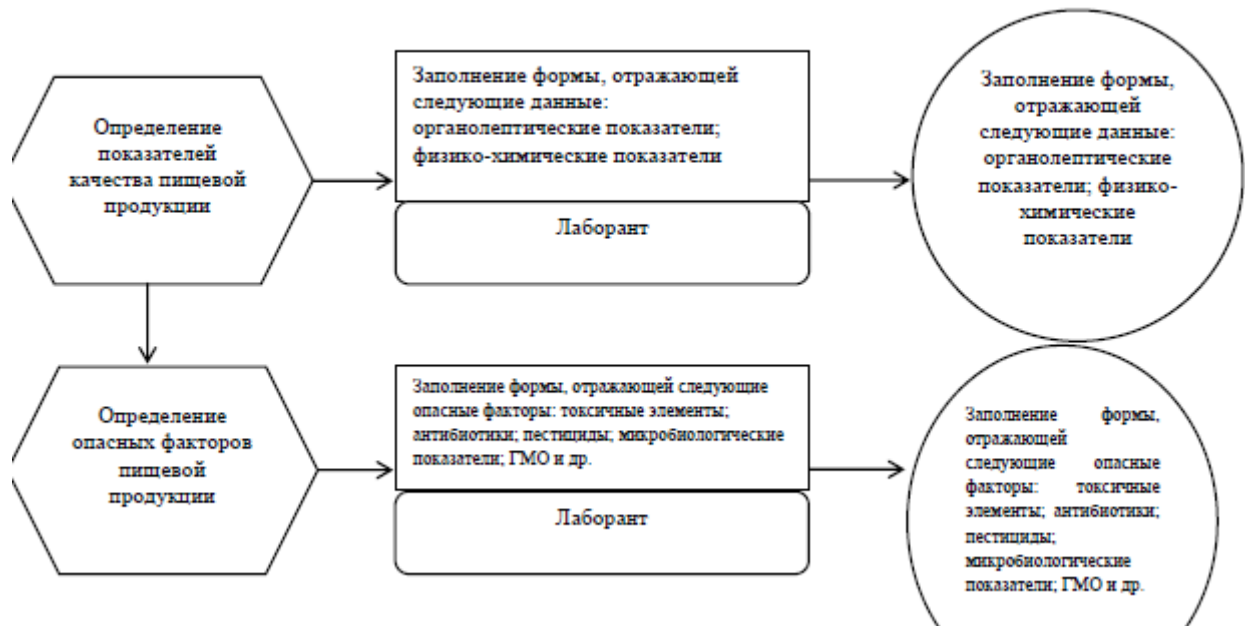 Определение
показателей
качества пищевой
продукции
Заполнение формы, отражающей
следующие данные:
органолептические показатели;
физико-химические показатели
Лаборант
Заполнение формы,
отражающей
следующие данные:
органолептические
показатели; физико-
химические
показатели
Определение
опасных факторов
пищевой
продукции
Заполнение формы, отражающей следующие
опасные факторы: токсичные элементы;
антибиотики; пестициды; микробиологические
показатели; ГМО и др.
Лаборант
Заполнение формы,
отражающей
следующие опасные
факторы: токсичные
элементы; антибиотики;
пестициды;
микробиологические
показатели; ГМО и др.